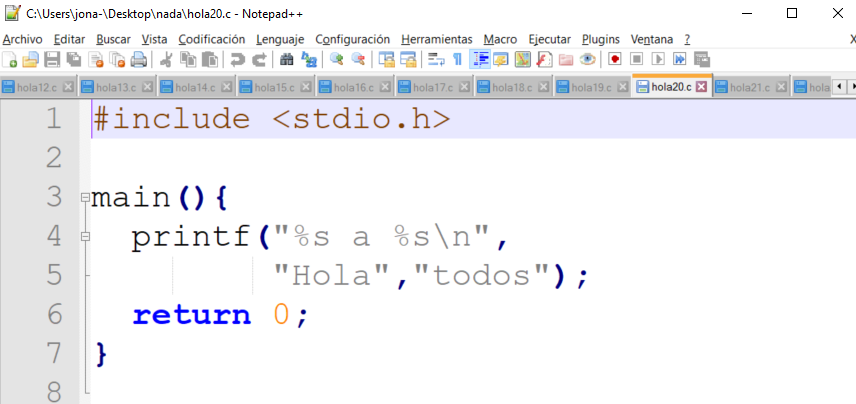 C:\Users\jona-\Desktop\nada\hola20.c - Notepad++
Archivo Editar Buscar Vista Codificación Lenguaje Configuración Herramientas Macro Ejecutar Plugins Ventana ? X
hola12.c hola13.c hola14.c hola15.c hola16.c hola17.c hola18.c hola19.c hola20.c hola21.c hola
1 #include <stdio.h>
2
3 main(){
4 printf("%s a %s\n",
5 "Hola","todos");
6 return 0;
7 }
8